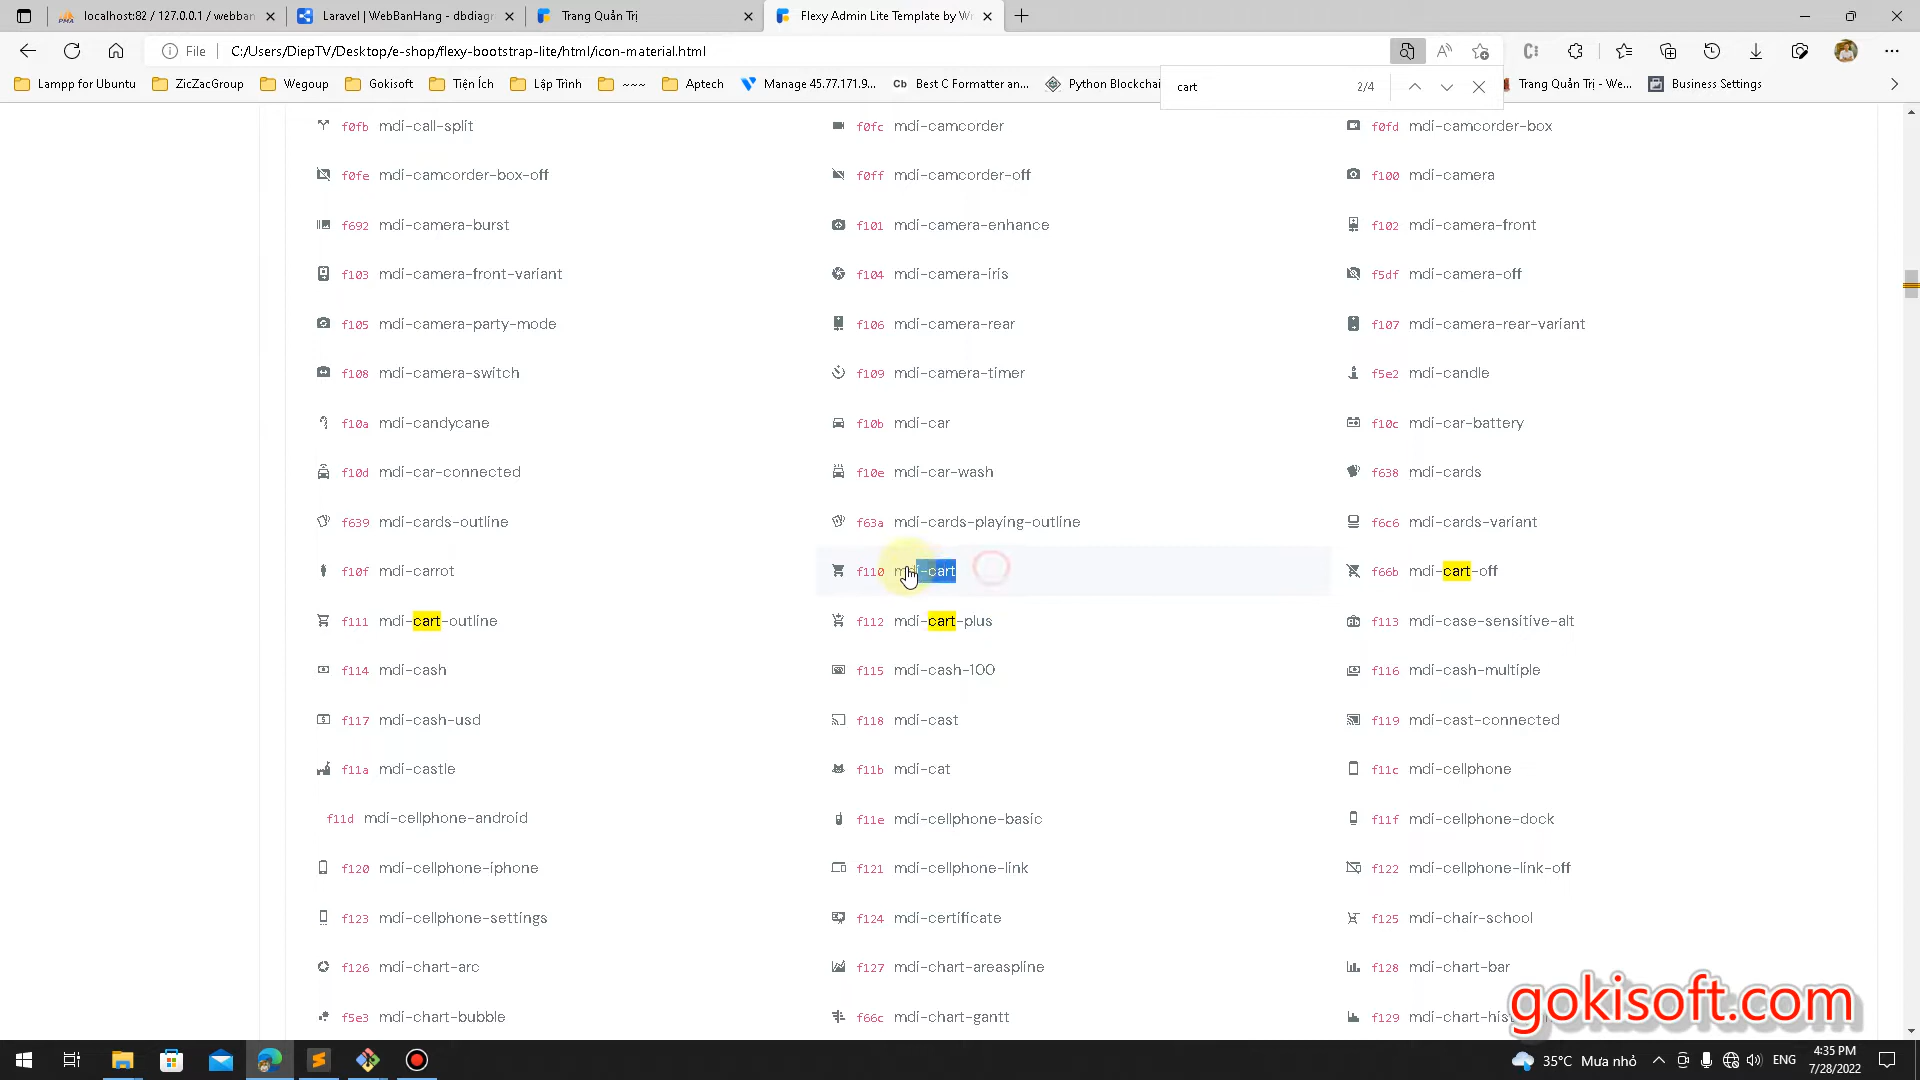 localhost:82 / 127.0.0.1 / webban
Laravel | WebBanHang - dbdiagr
Trang Quản Trị
Flexy Admin Lite Template by Wr
File
C:/Users/DiepTV/Desktop/e-shop/flexy-bootstrap-lite/html/icon-material.html
Lampp for Ubuntu
ZicZacGroup
Wegoup
Gokisoft
Tiện Ích
Lập Trình
~~~
Aptech
Manage 45.77.171.9...
Best C Formatter an...
Python Blockchai
Trang Quản Trị - We...
Business Settings
cart
2/4
f0fb mdi-call-split
f0fc mdi-camcorder
f0fd mdi-camcorder-box
f0fe mdi-camcorder-box-off
f0ff mdi-camcorder-off
f100 mdi-camera
f692 mdi-camera-burst
f101 mdi-camera-enhance
f102 mdi-camera-front
f103 mdi-camera-front-variant
f104 mdi-camera-iris
f5df mdi-camera-off
f105 mdi-camera-party-mode
f106 mdi-camera-rear
f107 mdi-camera-rear-variant
f108 mdi-camera-switch
f109 mdi-camera-timer
f5e2 mdi-candle
f10a mdi-candycane
f10b mdi-car
f10c mdi-car-battery
f10d mdi-car-connected
f10e mdi-car-wash
f638 mdi-cards
f639 mdi-cards-outline
f63a mdi-cards-playing-outline
f6c6 mdi-cards-variant
f10f mdi-carrot
f110 mdi-cart
f66b mdi-cart-off
f111 mdi-cart-outline
f112 mdi-cart-plus
f113 mdi-case-sensitive-alt
f114 mdi-cash
f115 mdi-cash-100
f116 mdi-cash-multiple
f117 mdi-cash-usd
f118 mdi-cast
f119 mdi-cast-connected
f11a mdi-castle
f11b mdi-cat
f11c mdi-cellphone
f11d mdi-cellphone-android
f11e mdi-cellphone-basic
f11f mdi-cellphone-dock
f120 mdi-cellphone-iphone
f121 mdi-cellphone-link
f122 mdi-cellphone-link-off
f123 mdi-cellphone-settings
f124 mdi-certificate
f125 mdi-chair-school
f126 mdi-chart-arc
f127 mdi-chart-areaspline
f128 mdi-chart-bar
f5e3 mdi-chart-bubble
f66c mdi-chart-gantt
f129 mdi-chart-his
gokisoft.com
35°C Mưa nhỏ
ENG
4:35 PM
7/28/2022